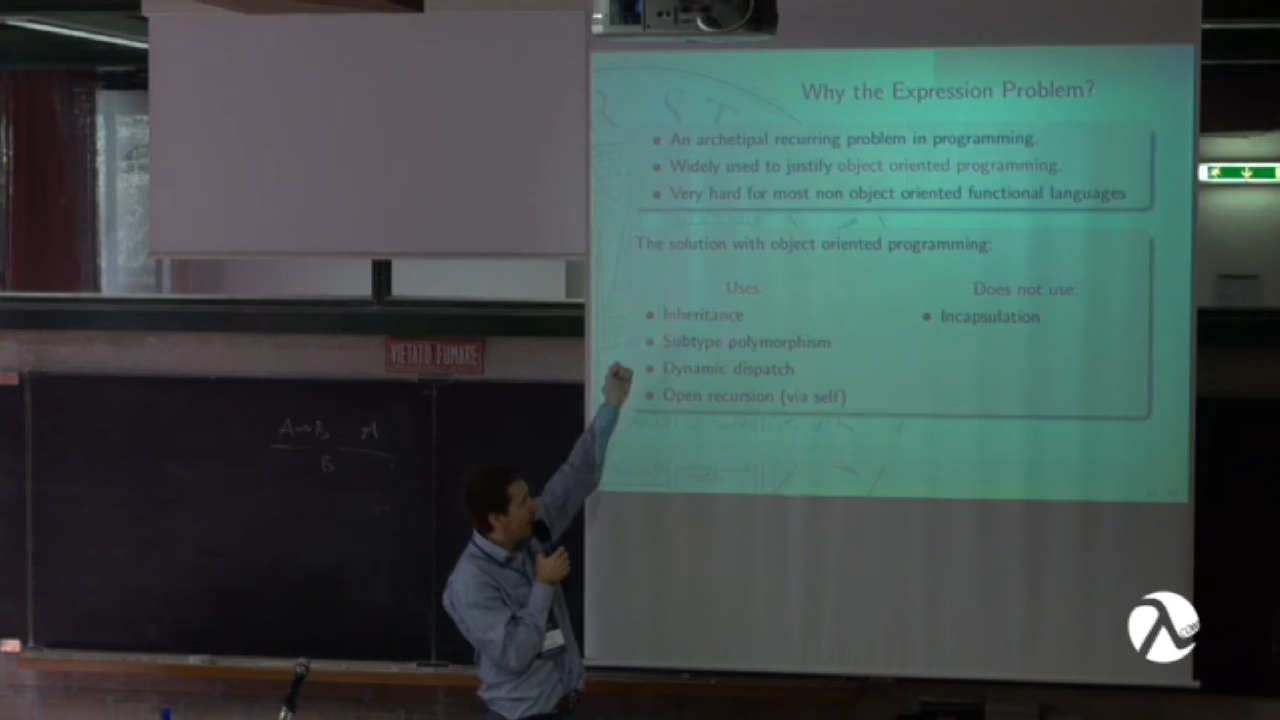 Why the Expression Problem?
An archetipal recurring problem in programming.
Widely used to justify object oriented programming.
Very hard for most non object oriented functional languages
The solution with object oriented programming:
Uses:
Inheritance
Subtype polymorphism
Dynamic dispatch
Open recursion (via self)
Does not use:
Incapsulation
VIETATO FUMARE
A→B A
B
R S T
λ CON